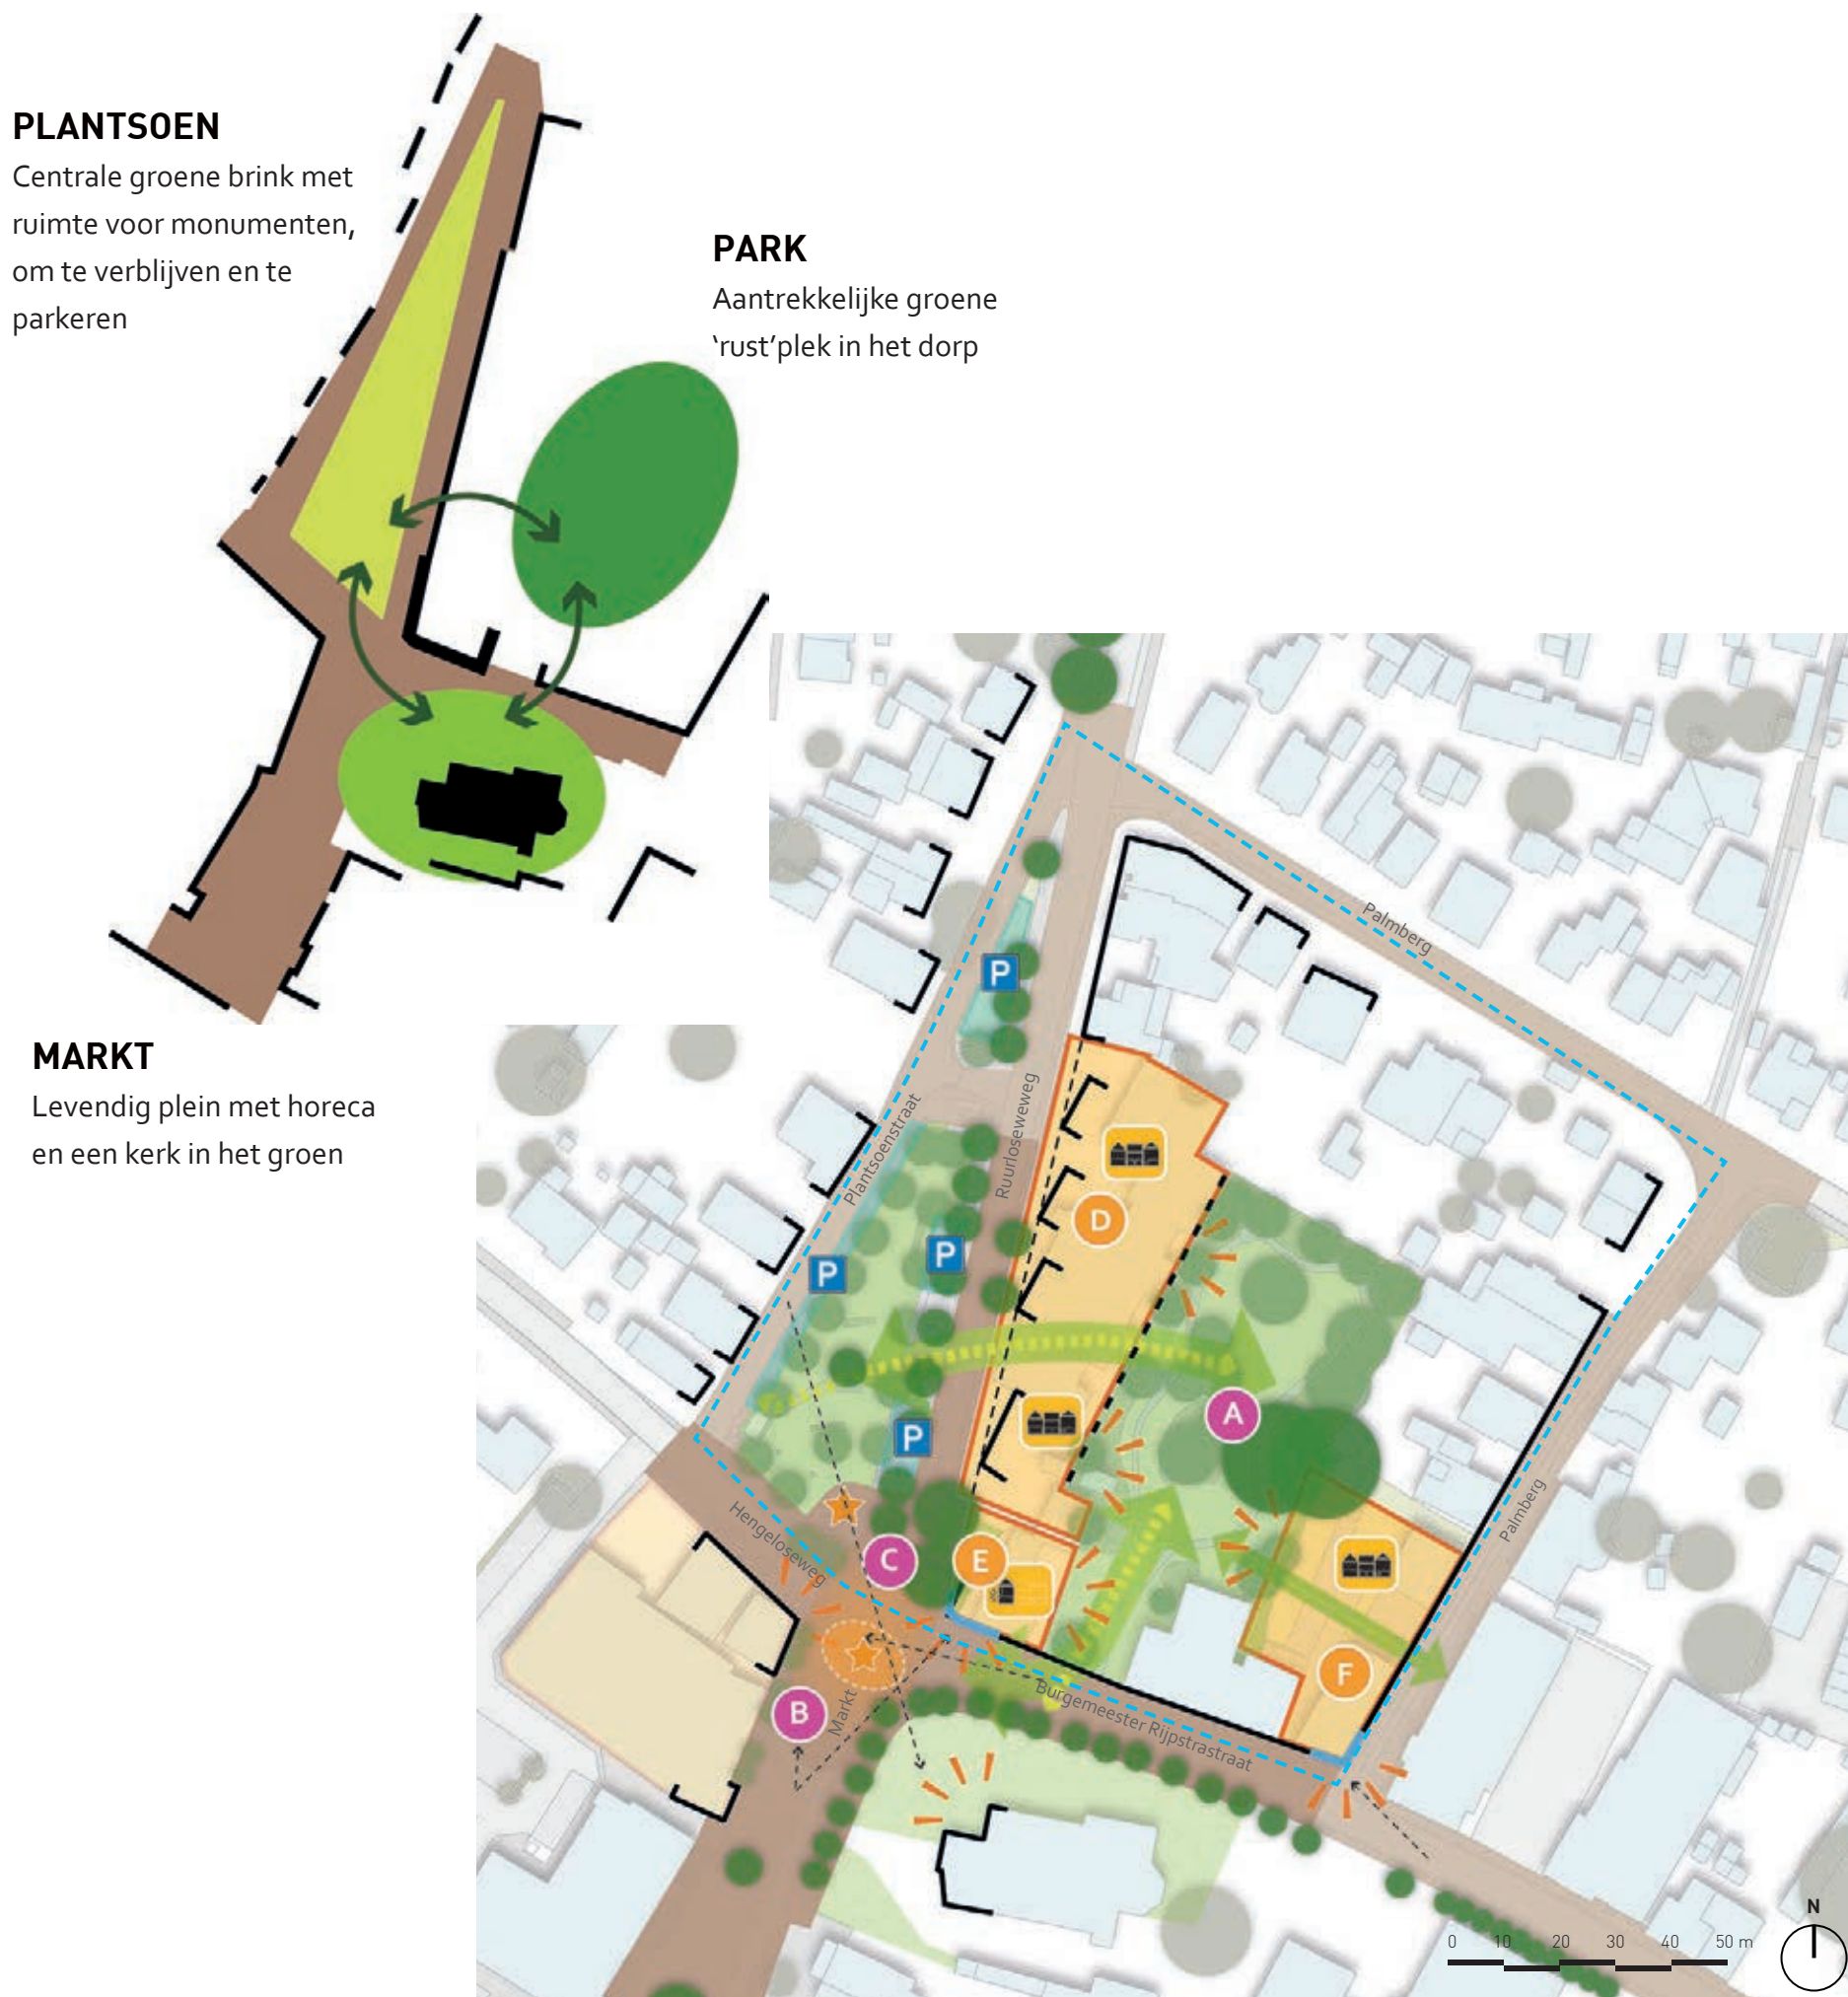 PLANTSOEN
Centrale groene brink met
ruimte voor monumenten,
om te verblijven en te
parkeren
PARK
Aantrekkelijke groene
‘rust’plek in het dorp
MARKT
Levendig plein met horeca
en een kerk in het groen
Palmberg
P
Ruurloseweweg
Plantsoenstraat
D
P
P
A
P
Hengeloseweg
C
E
Palmberg
F
B
Markt
Burgemeester Rijpstrastraat
N
0 10 20 30 40 50 m